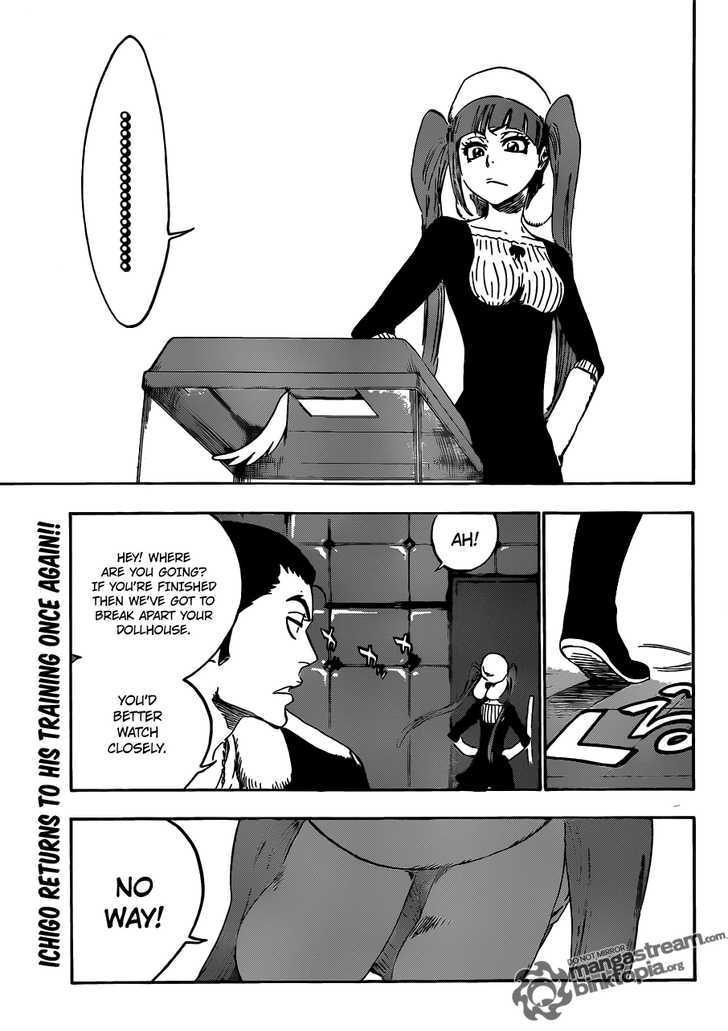 AH!
HEY! WHERE
ARE YOU GOING?
IF YOU'RE FINISHED
THEN WE'VE GOT TO
BREAK APART YOUR
DOLLHOUSE.
YOU'D
BETTER
WATCH
CLOSELY.
NO
WAY!
ICHIGO RETURNS TO HIS TRAINING ONCE AGAIN!!
DO NOT MIRROR
mangastream.com
binktopia.org